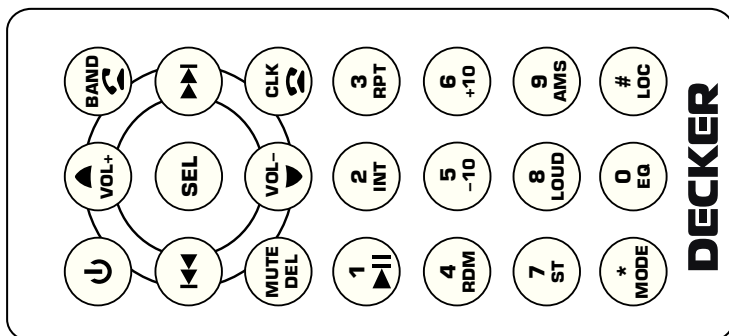 VOL+
BAND
SEL
MUTE
DEL
VOL−
CLK
1
2
INT
3
RPT
4
RDM
5
−10
6
+10
7
ST
8
LOUD
9
AMS
*
MODE
0
EQ
#
LOC
DECKER